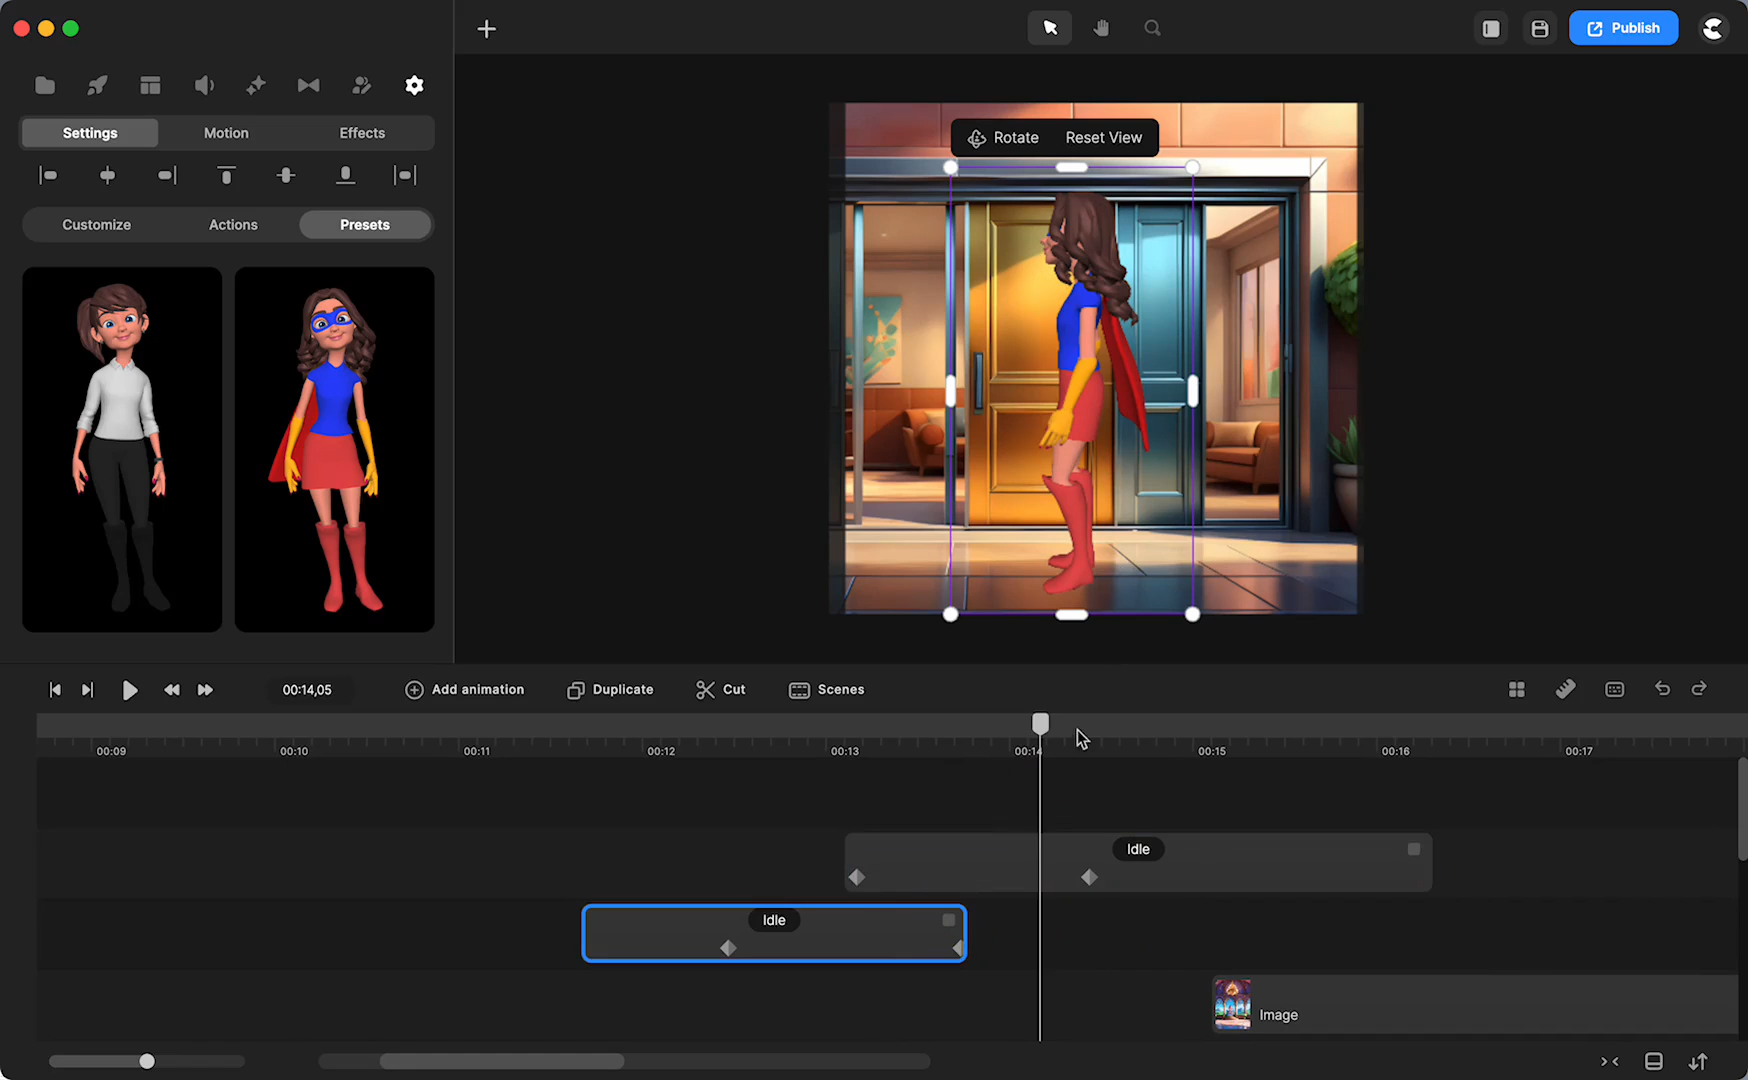 Publish
Settings
Motion
Effects
Rotate
Reset View
Customize
Actions
Presets
00:14,05
Add animation
Duplicate
Cut
Scenes
00:09
00:10
00:11
00:12
00:13
00:14
00:15
00:16
00:17
Idle
Idle
Image